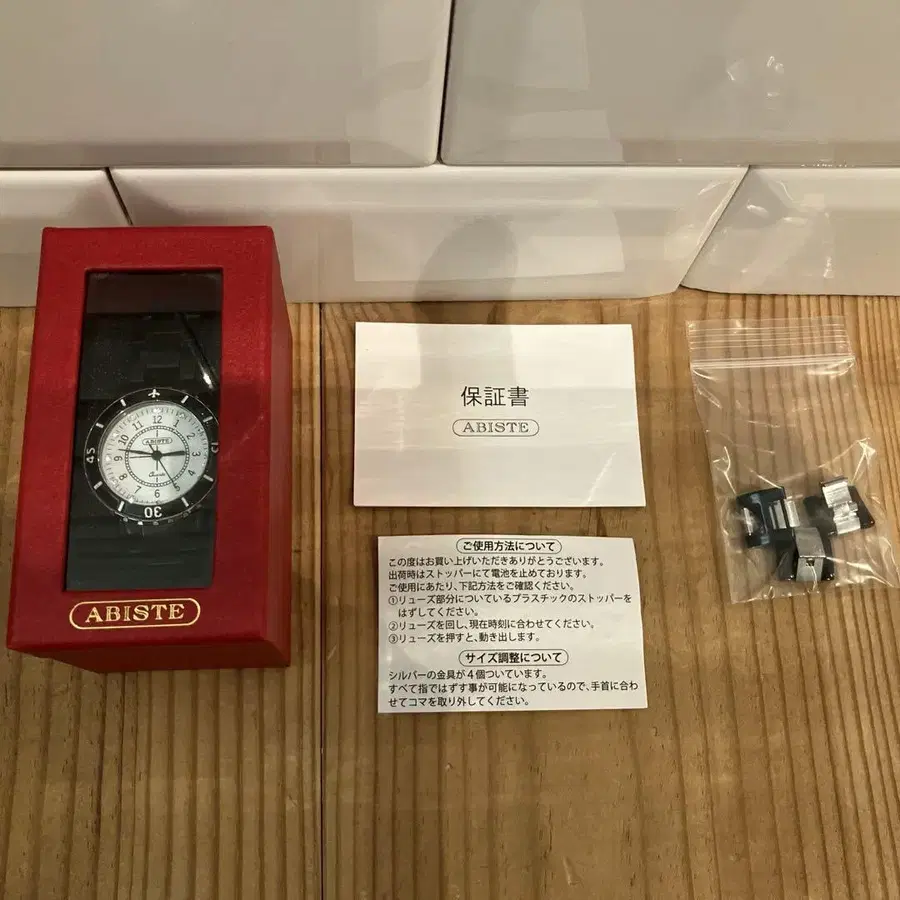 12
1
2
3
4
5
6
7
8
9
10
11
ABISTE
45
30
ABISTE
保証書
ABISTE
ご使用方法について
この度はお買い上げいただきありがとうございます。
出荷時はストッパーにて電池を止めております。
ご使用にあたり、下記方法をご確認ください。
①リューズ部分についているプラスチックのストッパーを
はずしてください。
②リューズを回し、現在時刻に合わせてください。
③リューズを押すと、動き出します。
サイズ調整について
シルバーの金具が4個ついています。
すべて指ではずす事が可能になっているので、手首に合わ
せてコマを取り外してください。